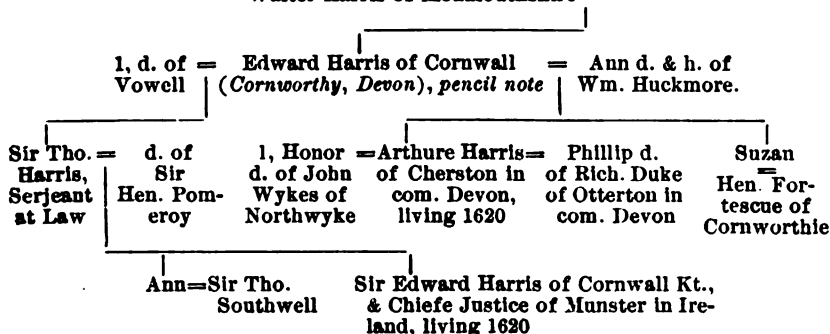 1, d. of
Vowell
=
Edward Harris of Cornwall
(Cornworthy, Devon), pencil note
=
Ann d. & h. of
Wm. Huckmore.
Sir Tho.
Harris,
Serjeant
at Law
=
d. of
Sir
Hen. Pom-
eroy
1, Honor
d. of John
Wykes of
Northwyke
=
Arthure Harris
of Cherston in
com. Devon,
living 1620
=
Phillip d.
of Rich. Duke
of Otterton in
com. Devon
Suzan
=
Hen. For-
tescue of
Cornworthie
Ann=Sir Tho.
Southwell
Sir Edward Harris of Cornwall Kt.,
& Chiefe Justice of Munster in Ire-
land, living 1620